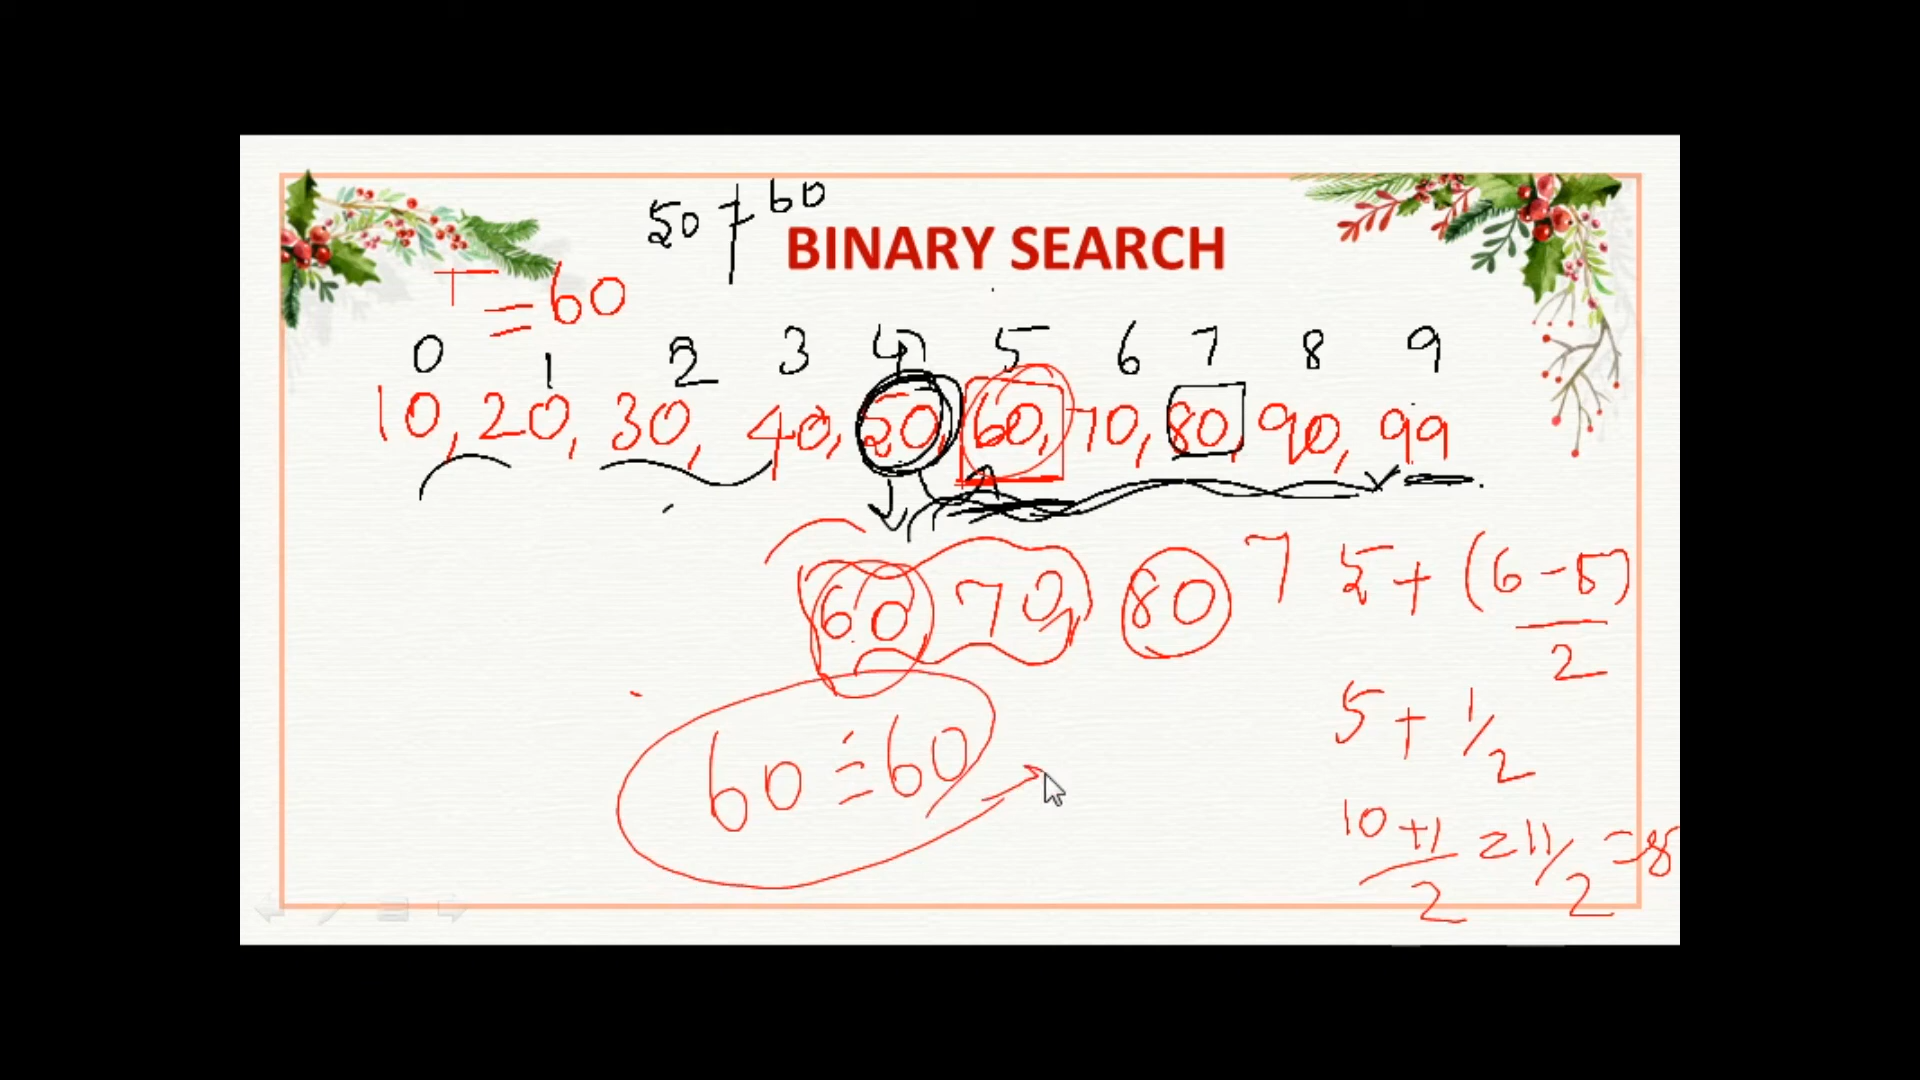 50 ≠ 60
BINARY SEARCH
T = 60
0 1 2 3 4 5 6 7 8 9
10, 20, 30, 40, 50, 60, 70, 80, 90, 99
60 70, 80 7
5 + (6 - 5)
2
60 = 60
5 + 1/2
10 + 1 = 11/2 =
2